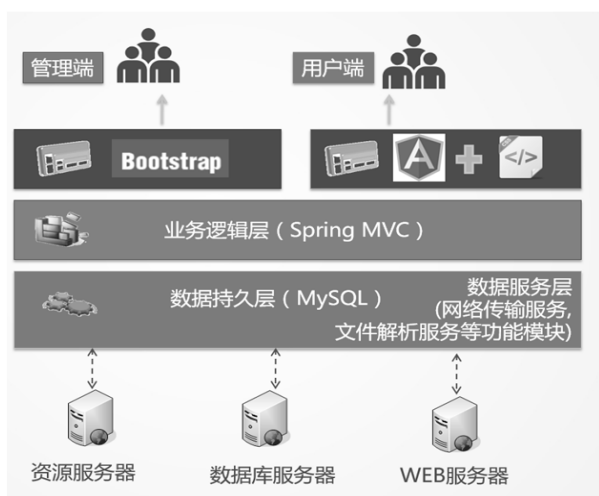 管理端
用户端
Bootstrap
A
</>
业务逻辑层（Spring MVC）
数据持久层（MySQL）
数据服务层
(网络传输服务,
文件解析服务等功能模块)
资源服务器
数据库服务器
WEB服务器